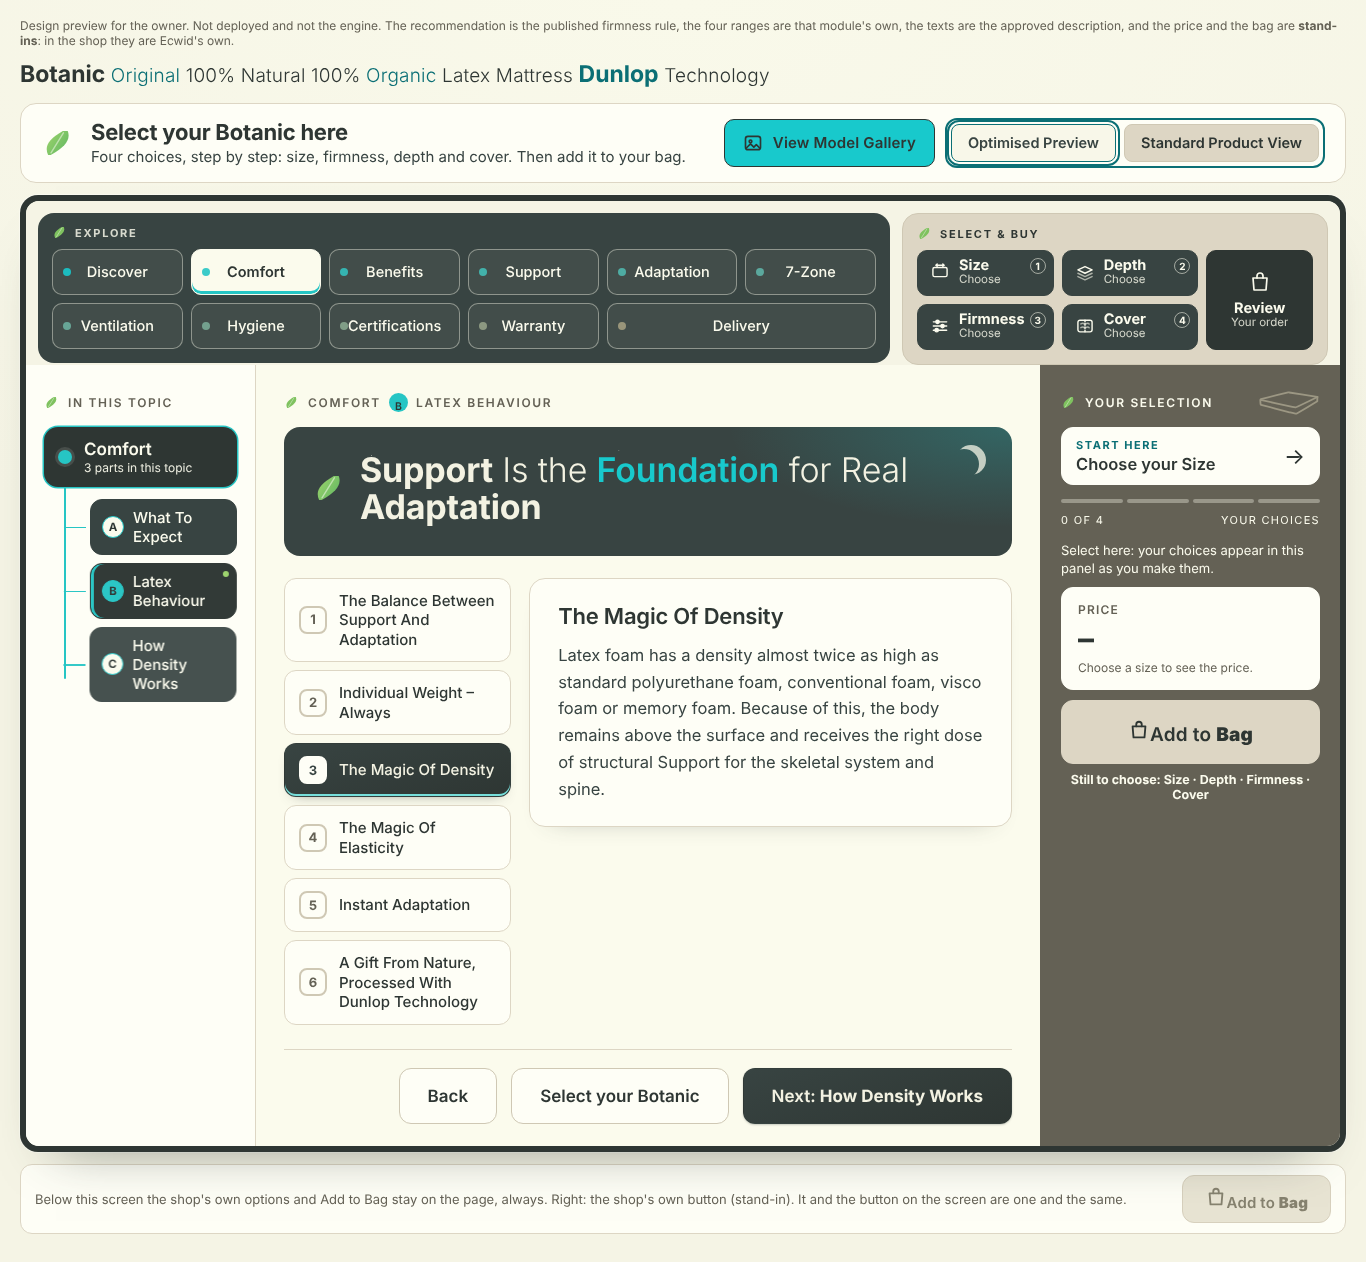 Design preview for the owner. Not deployed and not the engine. The recommendation is the published firmness rule, the four ranges are that module's own, the texts are the approved description, and the price and the bag are stand-
ins: in the shop they are Ecwid's own.
Botanic Original 100% Natural 100% Organic Latex Mattress Dunlop Technology
Select your Botanic here
Four choices, step by step: size, firmness, depth and cover. Then add it to your bag.
View Model Gallery
Optimised Preview
Standard Product View
EXPLORE
Discover
Comfort
Benefits
Support
Adaptation
7-Zone
Ventilation
Hygiene
Certifications
Warranty
Delivery
SELECT & BUY
Size
Choose
1
Depth
Choose
2
Firmness
Choose
3
Cover
Choose
4
Review
Your order
IN THIS TOPIC
Comfort
3 parts in this topic
A
What To
Expect
B
Latex
Behaviour
C
How
Density
Works
COMFORT B LATEX BEHAVIOUR
Support Is the Foundation for Real
Adaptation
1
The Balance Between
Support And
Adaptation
2
Individual Weight –
Always
3
The Magic Of Density
4
The Magic Of
Elasticity
5
Instant Adaptation
6
A Gift From Nature,
Processed With
Dunlop Technology
The Magic Of Density
Latex foam has a density almost twice as high as
standard polyurethane foam, conventional foam, visco
foam or memory foam. Because of this, the body
remains above the surface and receives the right dose
of structural Support for the skeletal system and
spine.
Back
Select your Botanic
Next: How Density Works
YOUR SELECTION
START HERE
Choose your Size
0 OF 4
YOUR CHOICES
Select here: your choices appear in this
panel as you make them.
PRICE
–
Choose a size to see the price.
Add to Bag
Still to choose: Size · Depth · Firmness ·
Cover
Below this screen the shop's own options and Add to Bag stay on the page, always. Right: the shop's own button (stand-in). It and the button on the screen are one and the same.
Add to Bag